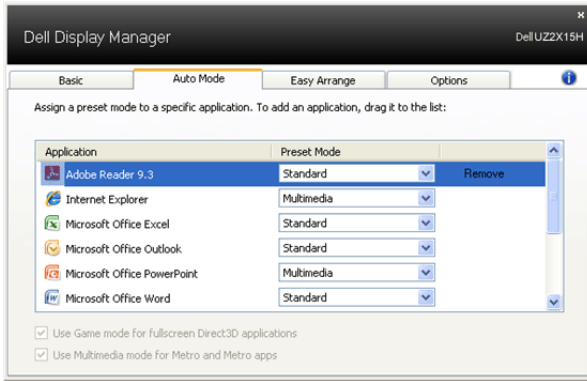 Dell Display Manager
Dell UZ2X15H
Basic Auto Mode Easy Arrange Options
Assign a preset mode to a specific application. To add an application, drag it to the list:
Application Preset Mode
Adobe Reader 9.3 Standard Remove
Internet Explorer Multimedia
Microsoft Office Excel Standard
Microsoft Office Outlook Standard
Microsoft Office PowerPoint Multimedia
Microsoft Office Word Standard
Use Game mode for fullscreen Direct3D applications
Use Multimedia mode for Metro and Metro apps